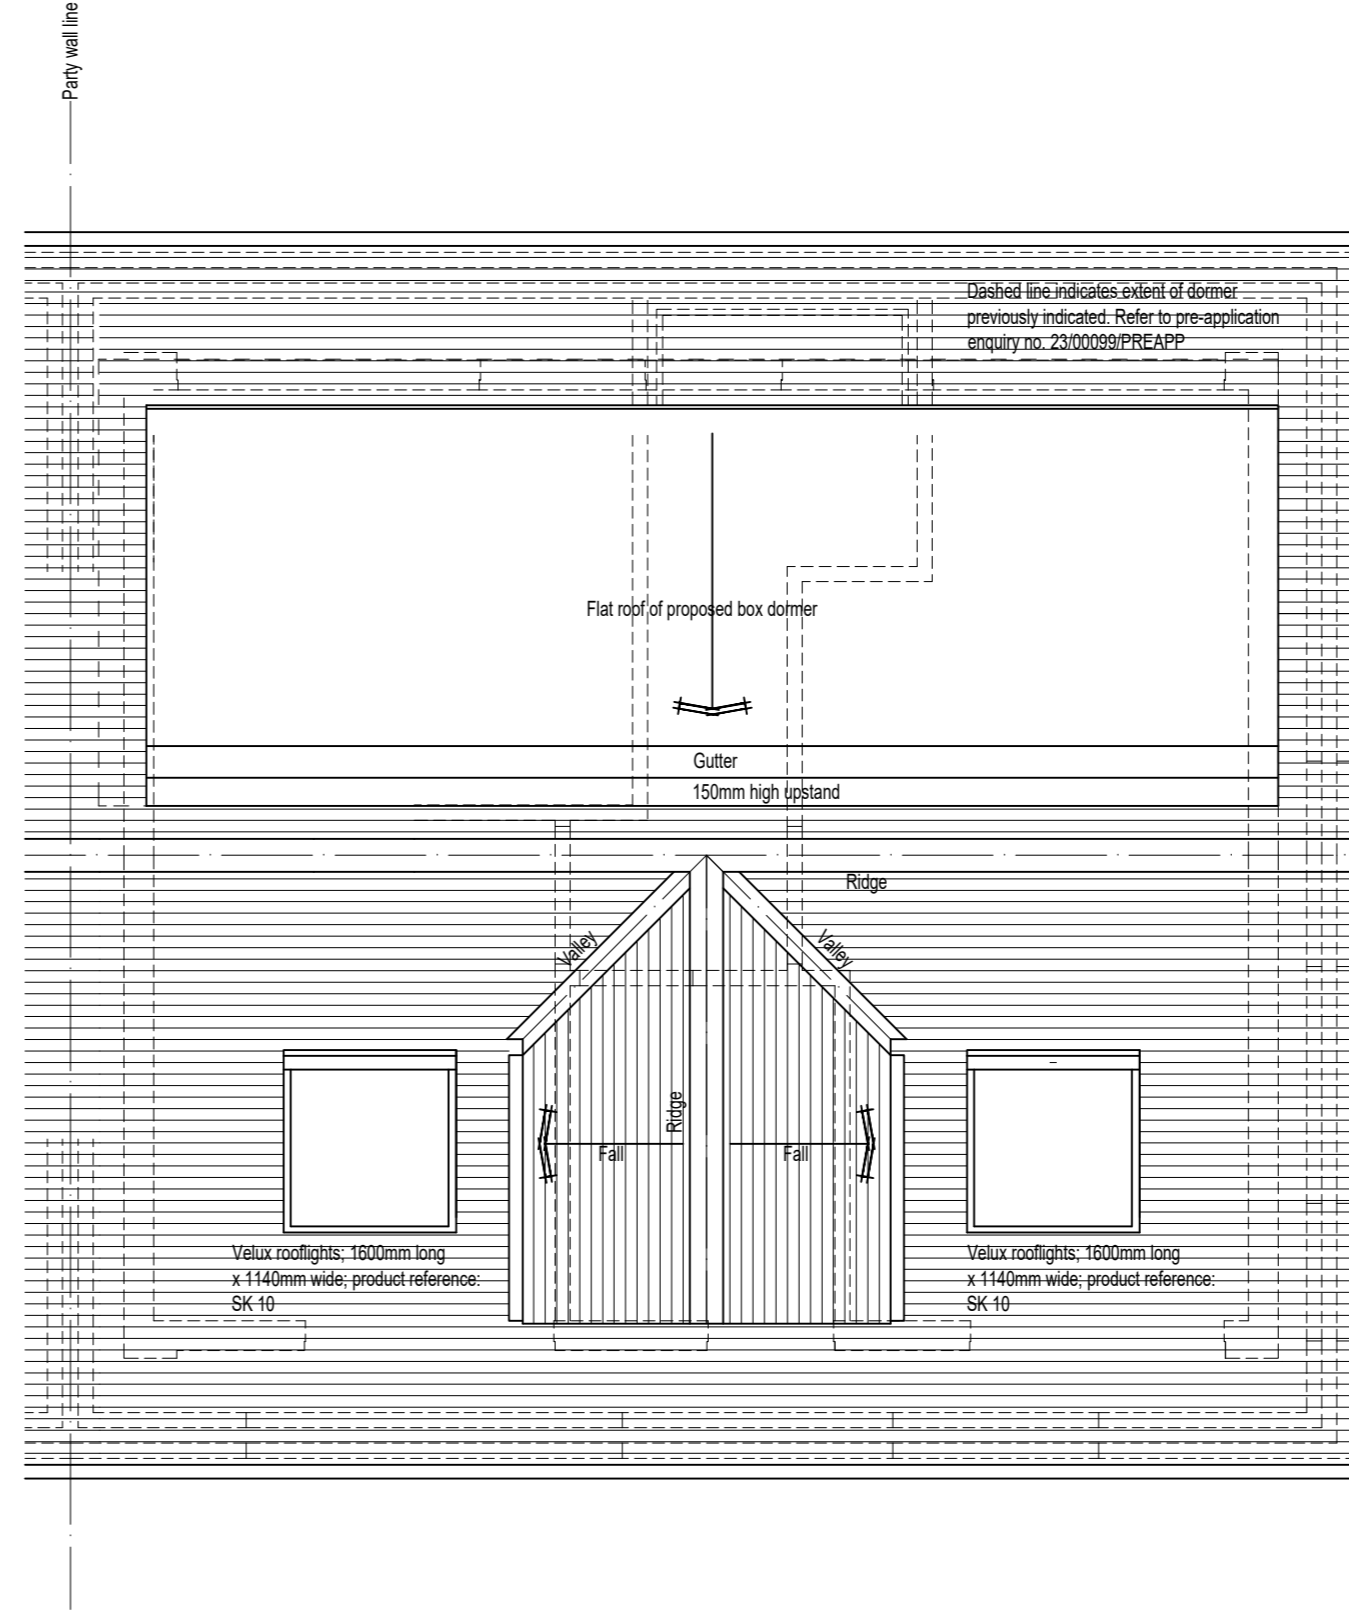 Party wall line
Dashed line indicates extent of dormer
previously indicated. Refer to pre-application
enquiry no. 23/00099/PREAPP
Flat roof of proposed box dormer
Gutter
150mm high upstand
Ridge
Valley
Valley
Ridge
Fall
Fall
Velux rooflights; 1600mm long
x 1140mm wide; product reference:
SK 10
Velux rooflights; 1600mm long
x 1140mm wide; product reference:
SK 10